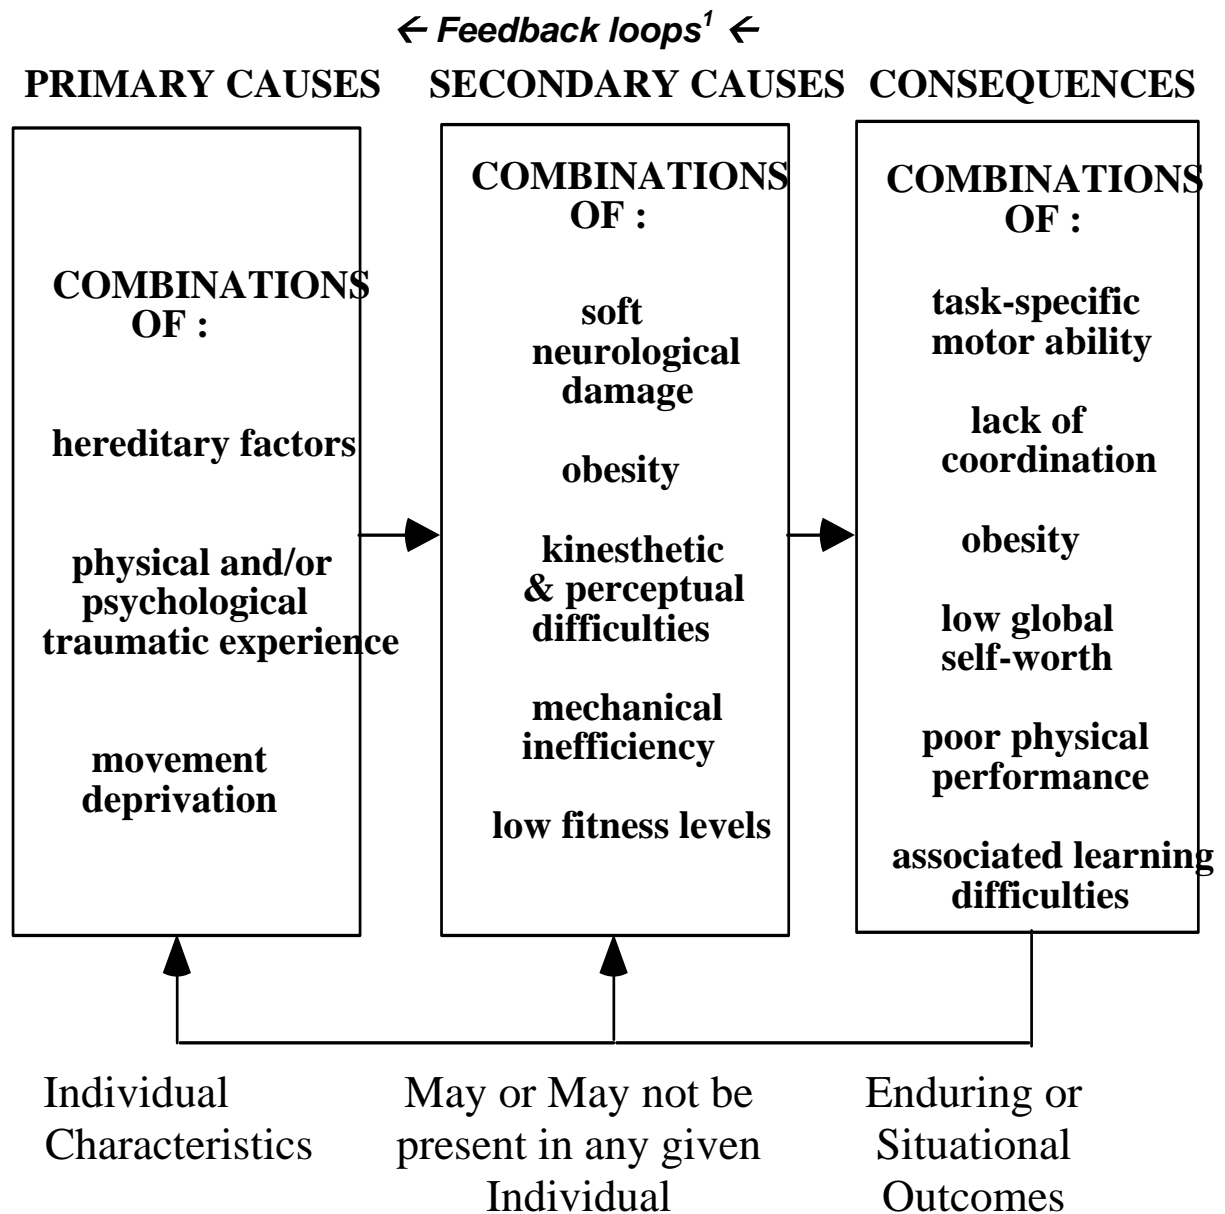 ← Feedback loops1 ←
PRIMARY CAUSES
COMBINATIONS
OF :
hereditary factors
physical and/or
psychological
traumatic experience
movement
deprivation
SECONDARY CAUSES
COMBINATIONS
OF :
soft
neurological
damage
obesity
kinesthetic
& perceptual
difficulties
mechanical
inefficiency
low fitness levels
CONSEQUENCES
COMBINATIONS
OF :
task-specific
motor ability
lack of
coordination
obesity
low global
self-worth
poor physical
performance
associated learning
difficulties
Individual
Characteristics
May or May not be
present in any given
Individual
Enduring or
Situational
Outcomes